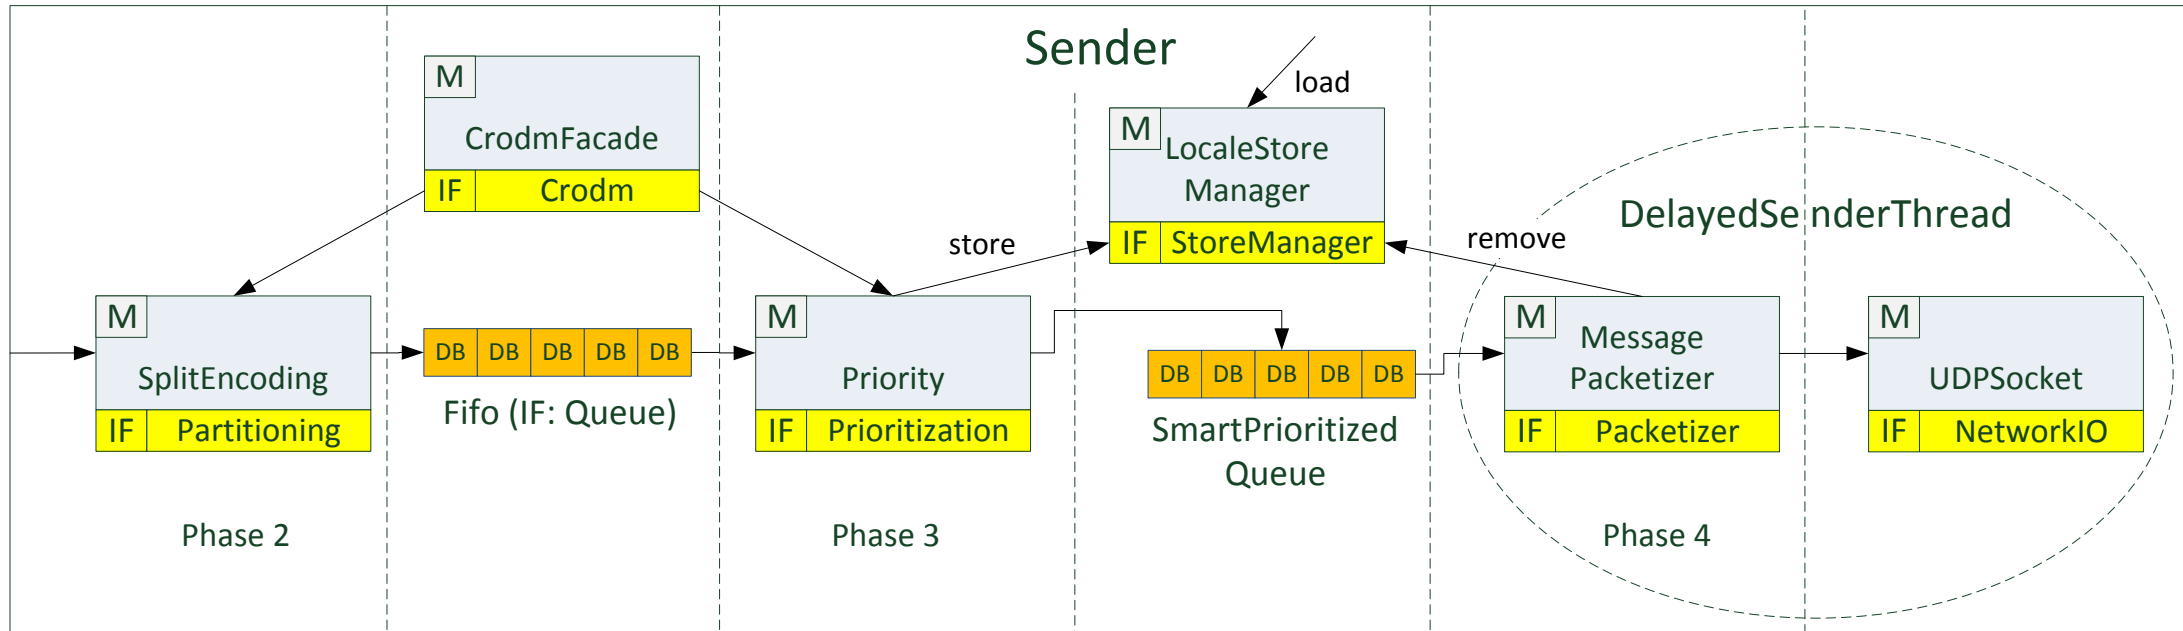 Sender
M
CrodmFacade
IF Crodm
load
M
LocaleStore
Manager
IF StoreManager
store
remove
DelayedSenderThread
M
SplitEncoding
IF Partitioning
DB DB DB DB DB
Fifo (IF: Queue)
M
Priority
IF Prioritization
DB DB DB DB DB
SmartPrioritized
Queue
M
Message
Packetizer
IF Packetizer
M
UDPSocket
IF NetworkIO
Phase 2
Phase 3
Phase 4